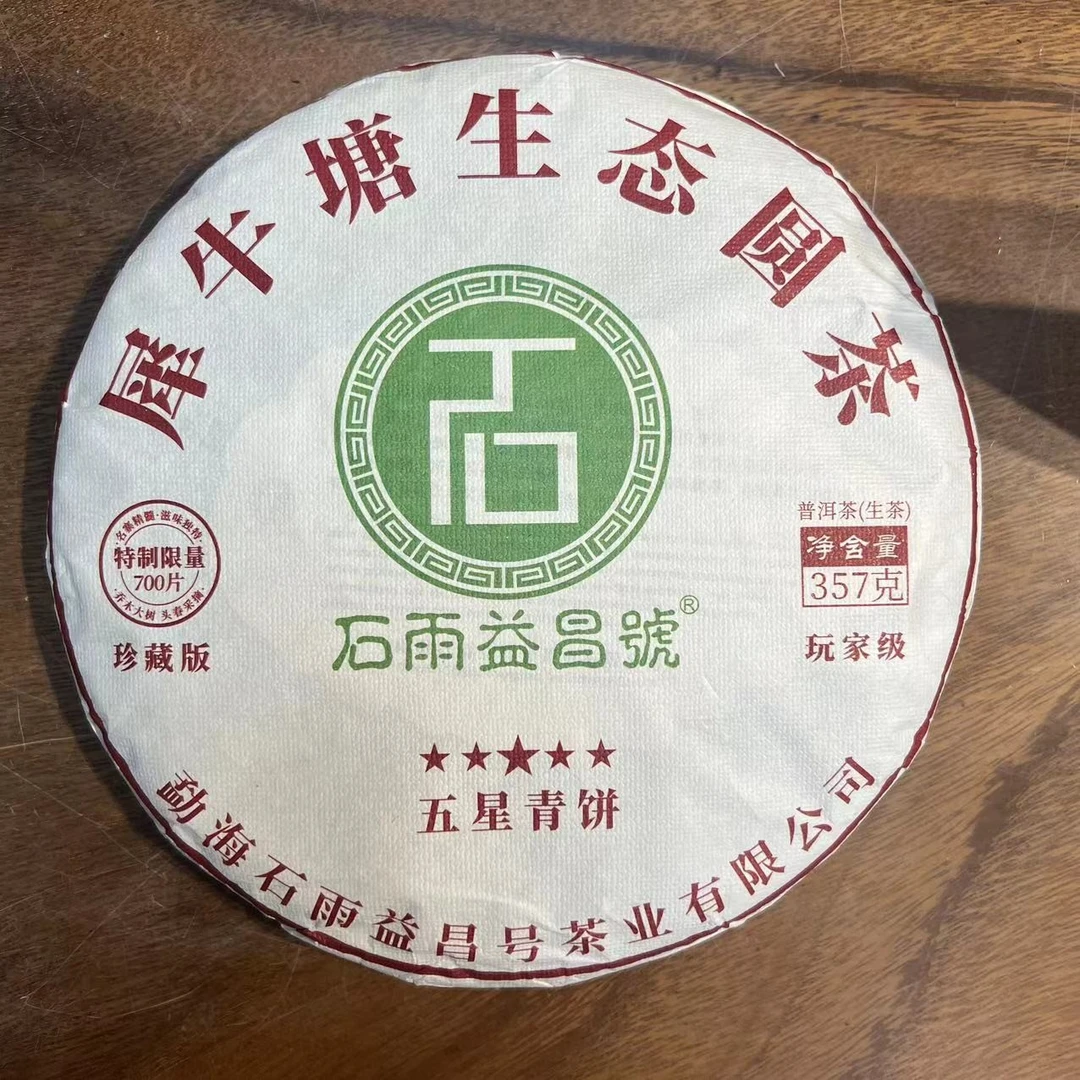 犀牛塘生态圆茶
石
石雨益昌號®
名寨精髓·滋味独特
特制限量
700片
乔木大树 头春采摘
珍藏版
普洱茶(生茶)
净含量
357克
玩家级
★★★★★
五星青饼
勐海石雨益昌号茶业有限公司